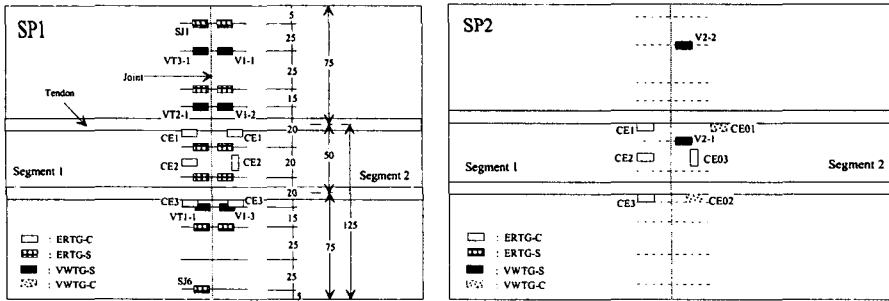 SP1
SJ1
VT3-1 V1-1
Joint
VT2-1 V1-2
Tendon
CE1 CE1
CE2 CE2
Segment 1 Segment 2
CE3 CE3
VT1-1 V1-3
SJ6
5
25
25
15
20
20
20
15
25
25
5
75
50
75
125
: ERTG-C
: ERTG-S
: VWTG-S
: VWTG-C
SP2
V2-2
CE1 CE01
V2-1
CE2 CE03
Segment 1 Segment 2
CE3 CE02
: ERTG-C
: ERTG-S
: VWTG-S
: VWTG-C